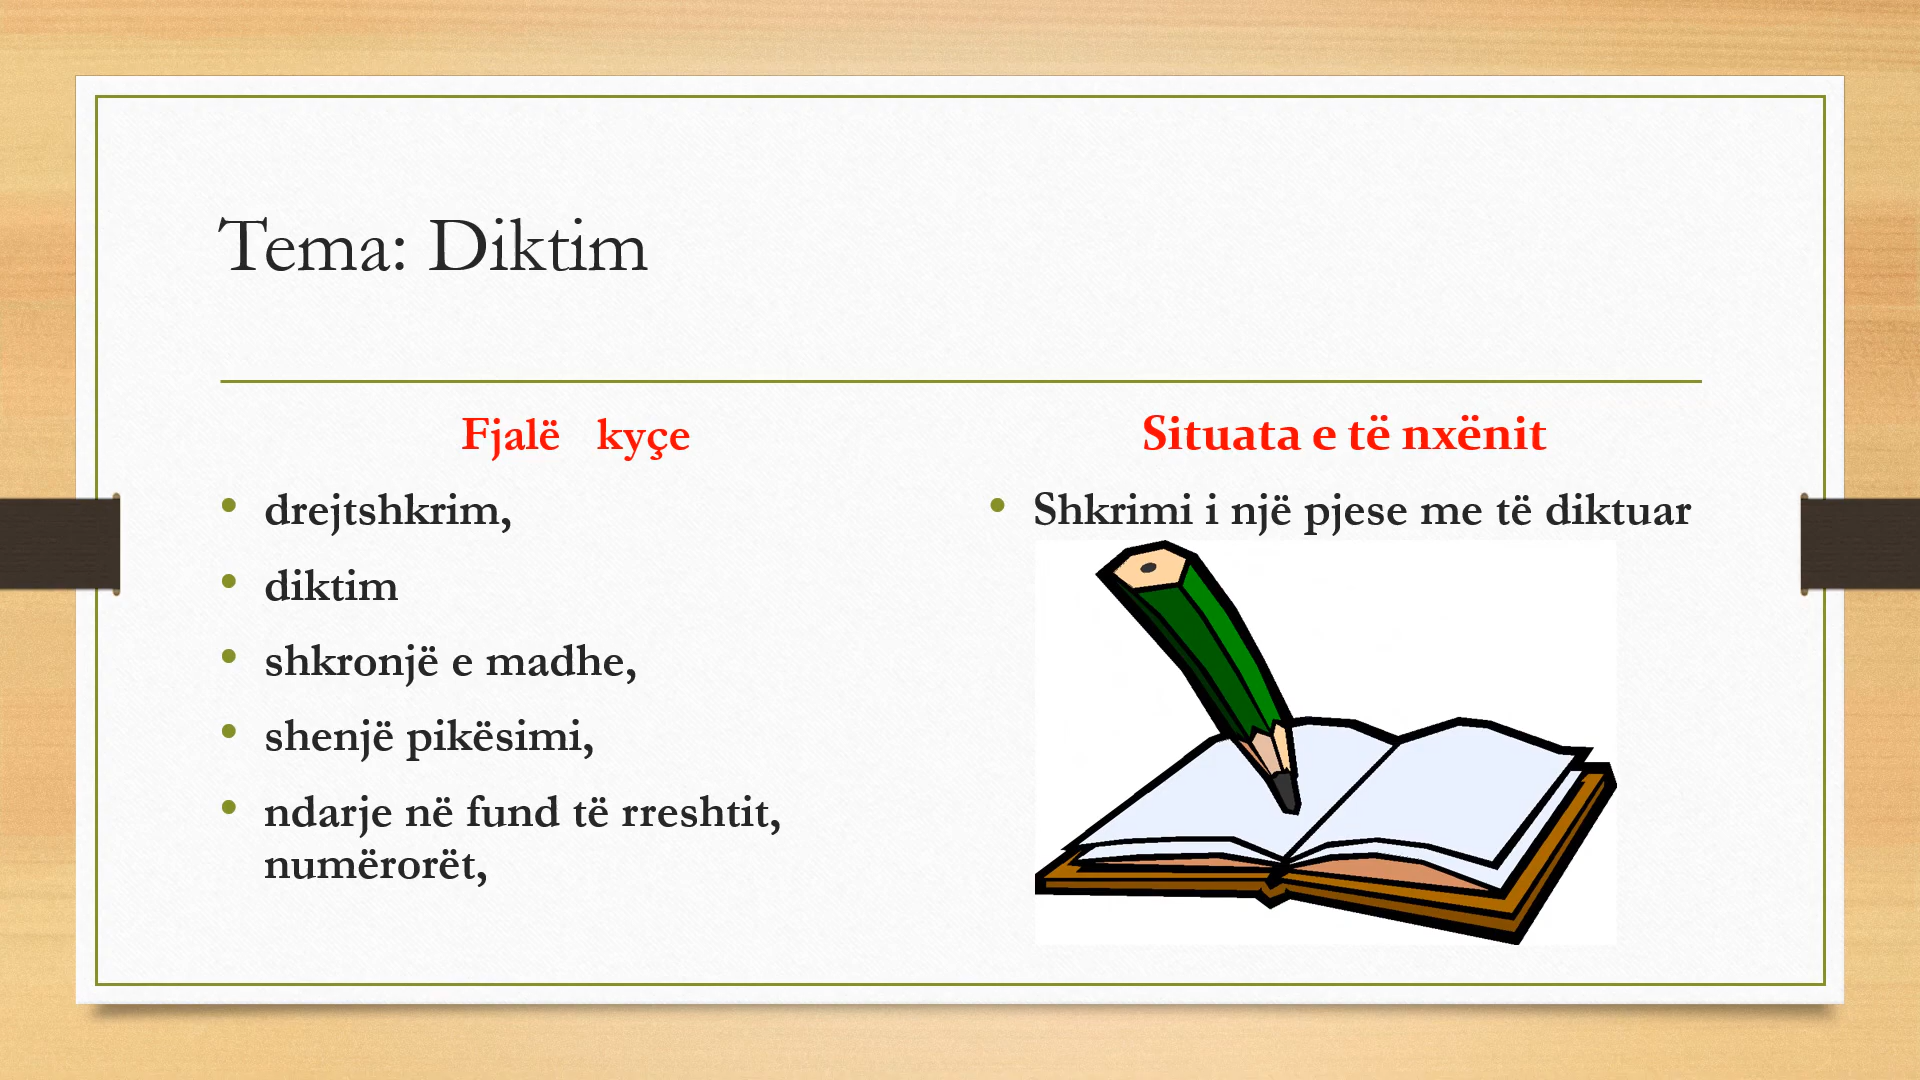 Tema: Diktim
Fjalë kyçe
drejtshkrim,
diktim
shkronjë e madhe,
shenjë pikësimi,
ndarje në fund të rreshtit,
numërorët,
Situata e të nxënit
Shkrimi i një pjese me të diktuar